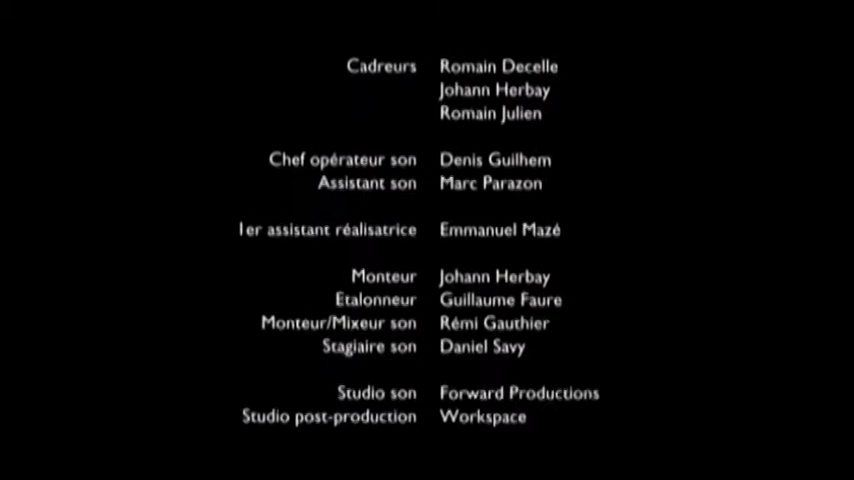 Cadreurs Romain Decelle
Johann Herbay
Romain Julien
Chef opérateur son Denis Guilhem
Assistant son Marc Parazon
1er assistant réalisatrice Emmanuel Mazé
Monteur Johann Herbay
Etalonneur Guillaume Faure
Monteur/Mixeur son Rémi Gauthier
Stagiaire son Daniel Savy
Studio son Forward Productions
Studio post-production Workspace